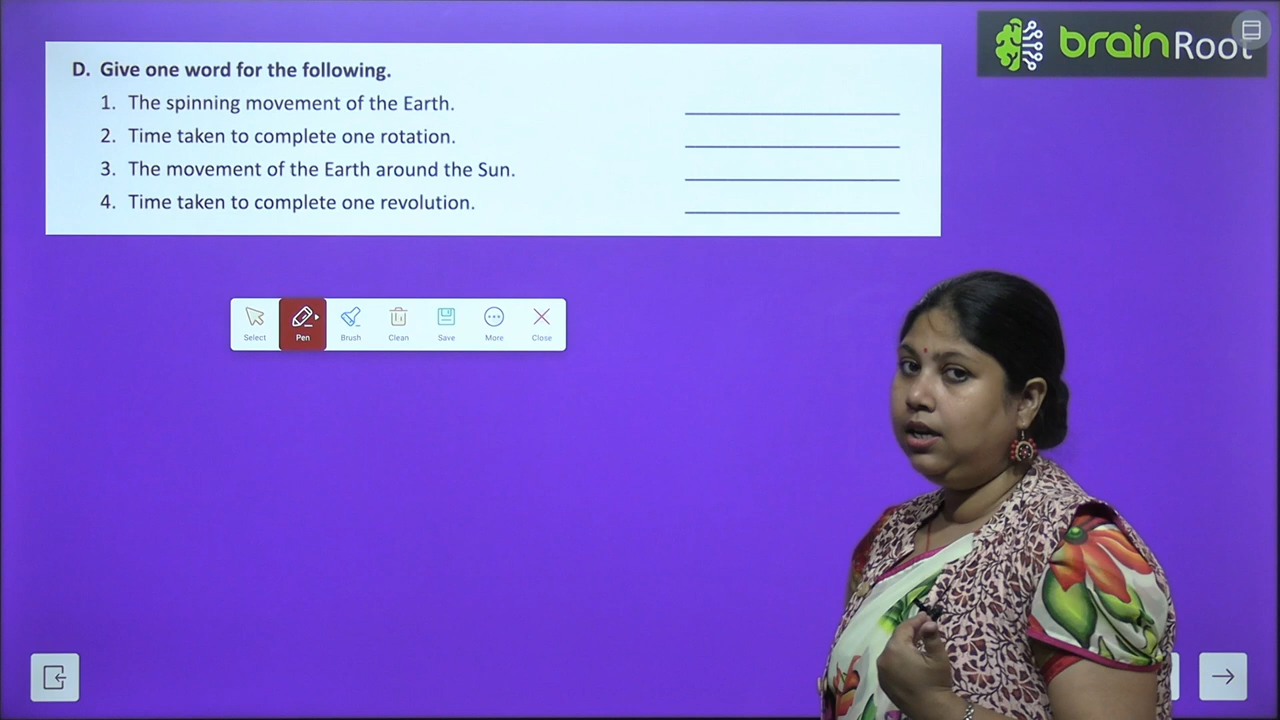 brainRoot
D. Give one word for the following.
1. The spinning movement of the Earth.
2. Time taken to complete one rotation.
3. The movement of the Earth around the Sun.
4. Time taken to complete one revolution.
Select Pen Brush Clean Save More Close